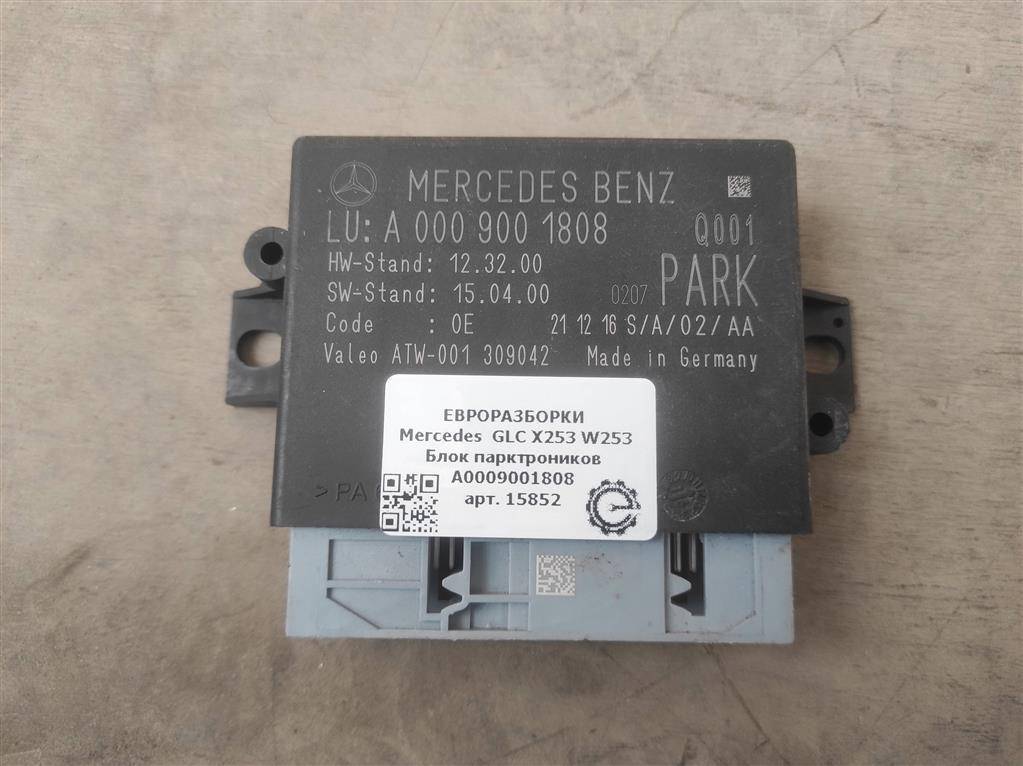 MERCEDES BENZ
LU: A 000 900 1808 Q001
HW-Stand: 12.32.00
SW-Stand: 15.04.00 0207 PARK
Code : 0E 21 12 16 S/A/02/AA
Valeo ATW-001 309042 Made in Germany
ЕВРОРАЗБОРКИ
Mercedes GLC X253 W253
Блок парктроников
A0009001808
арт. 15852
>PA